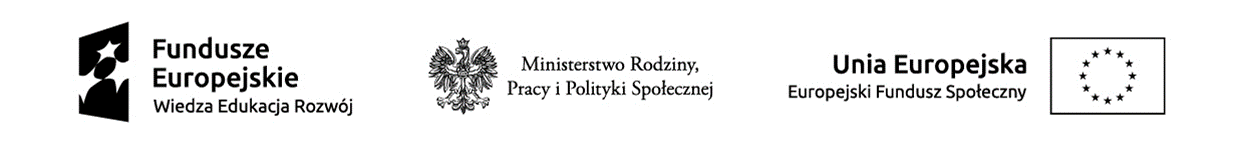 Fundusze
Europejskie
Wiedza Edukacja Rozwój
Ministerstwo Rodziny,
Pracy i Polityki Społecznej
Unia Europejska
Europejski Fundusz Społeczny